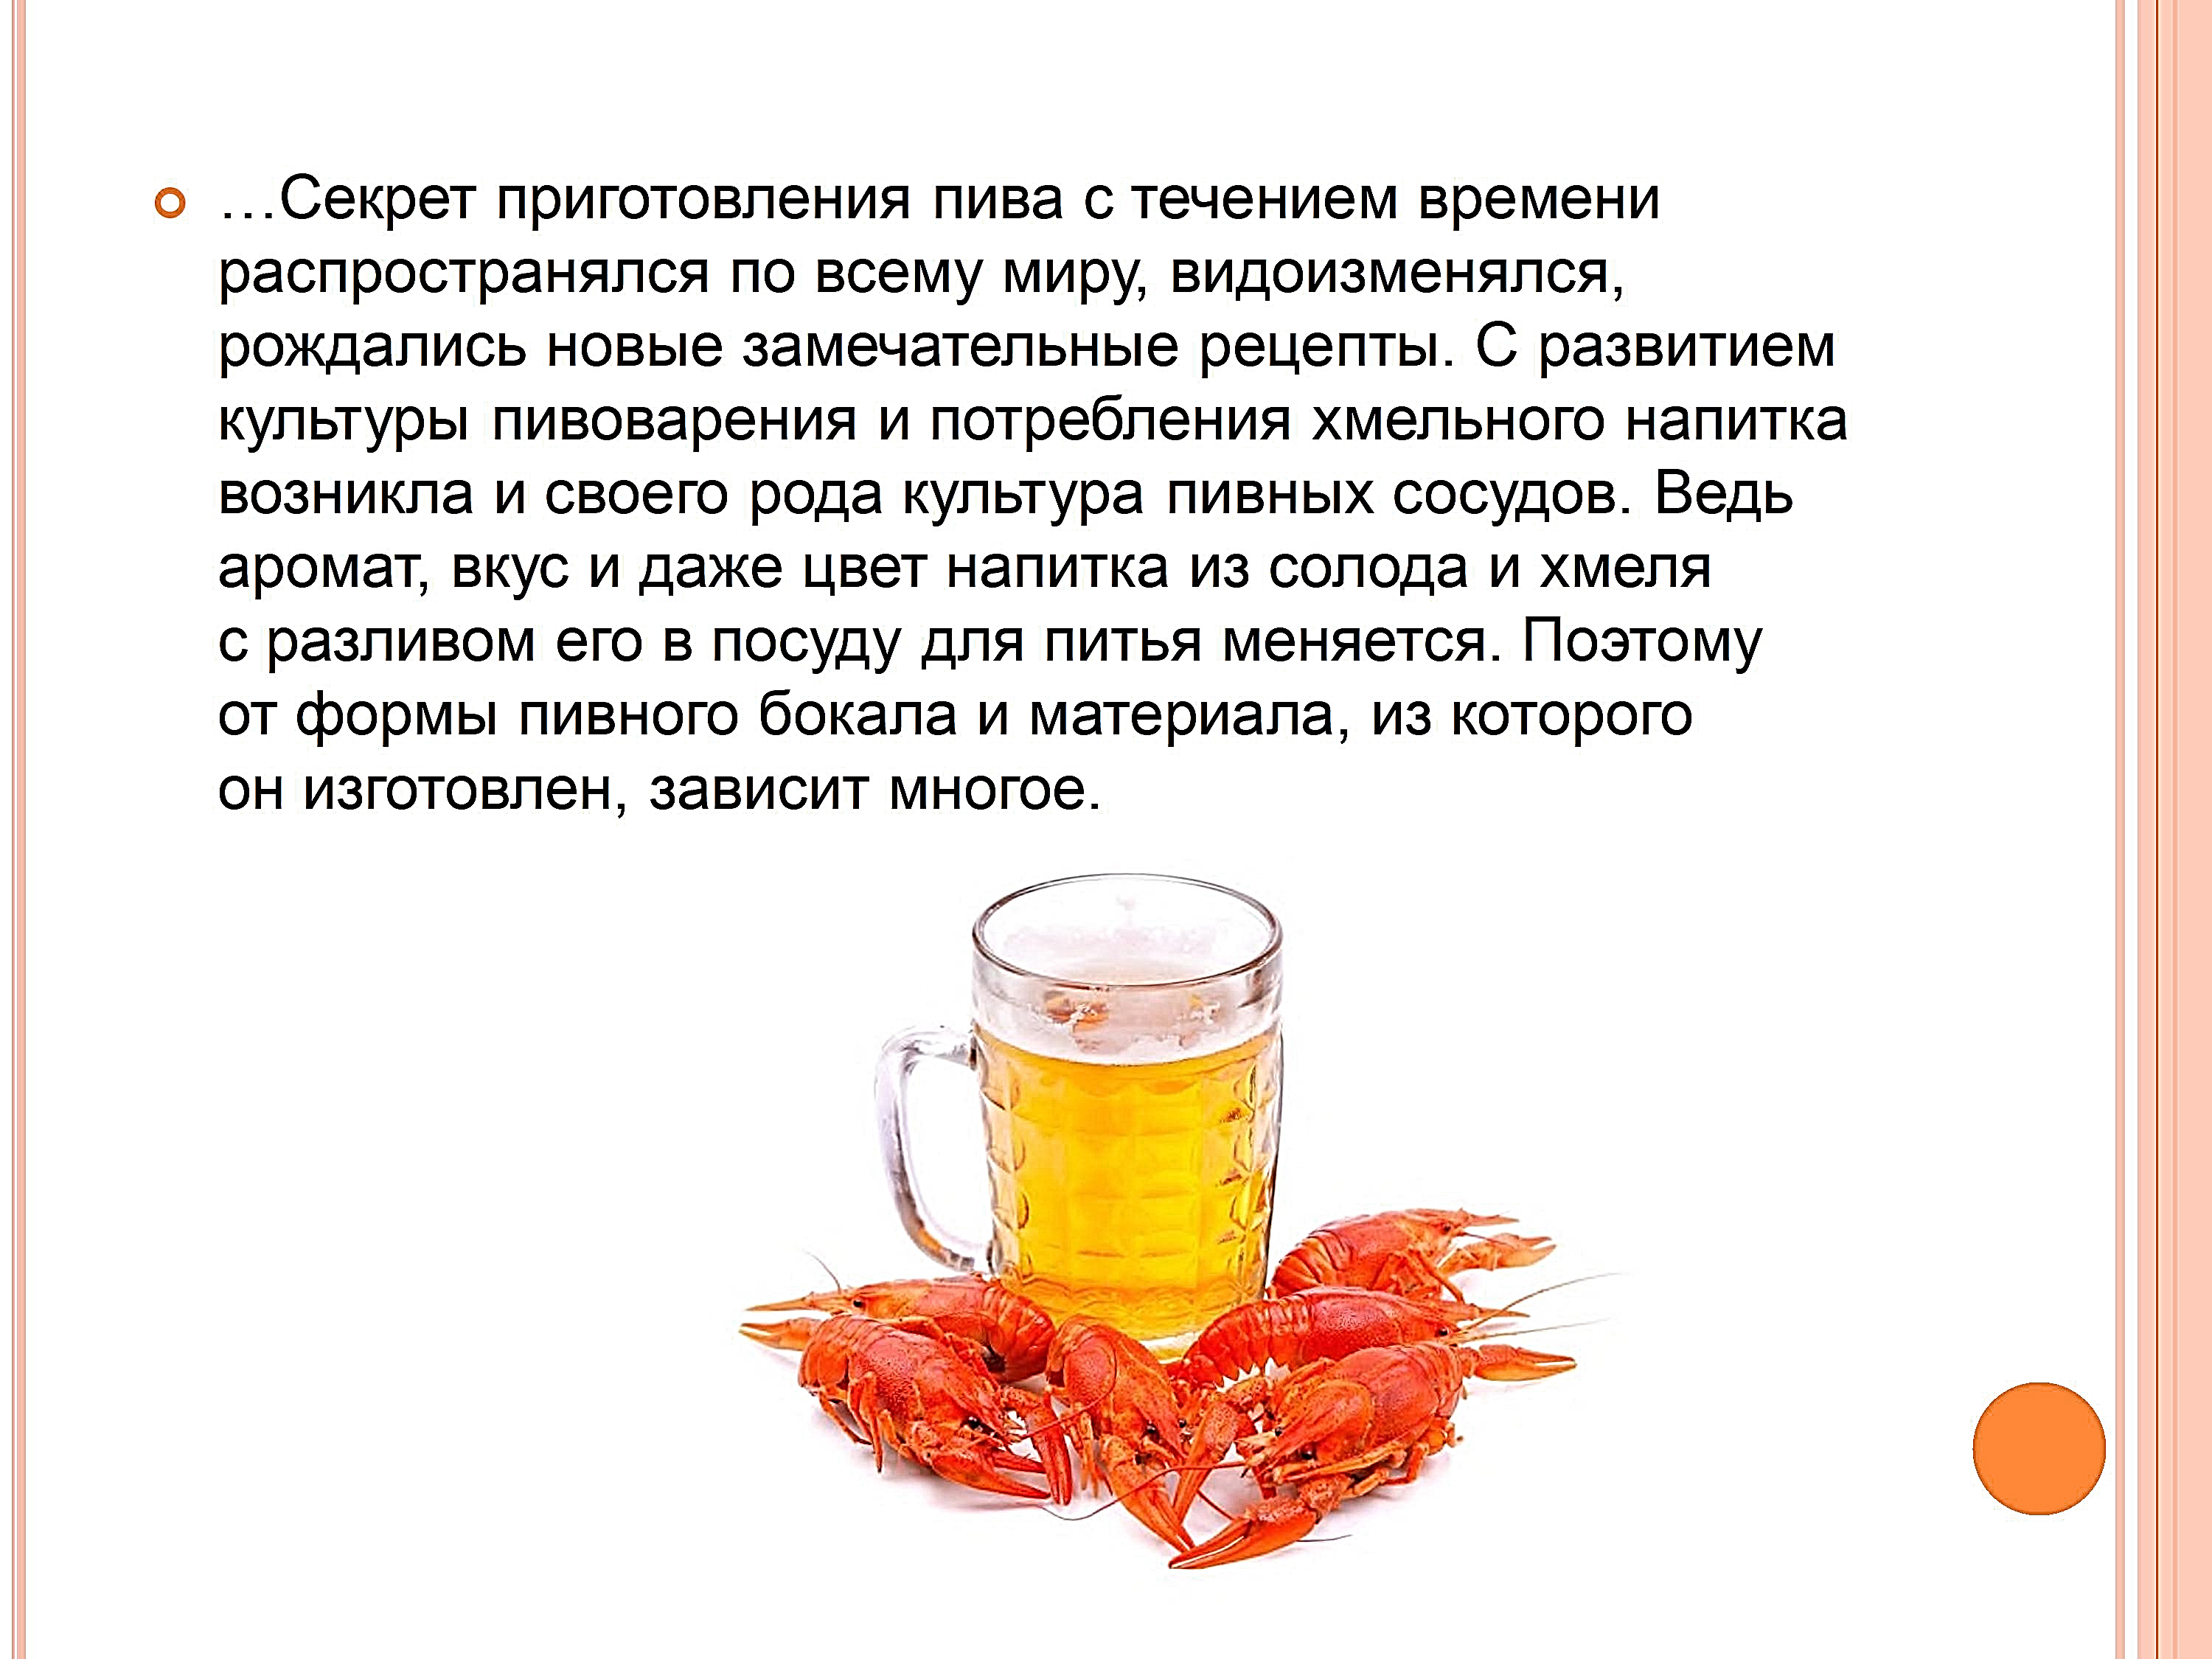 …Секрет приготовления пива с течением времени
распространялся по всему миру, видоизменялся,
рождались новые замечательные рецепты. С развитием
культуры пивоварения и потребления хмельного напитка
возникла и своего рода культура пивных сосудов. Ведь
аромат, вкус и даже цвет напитка из солода и хмеля
с разливом его в посуду для питья меняется. Поэтому
от формы пивного бокала и материала, из которого
он изготовлен, зависит многое.